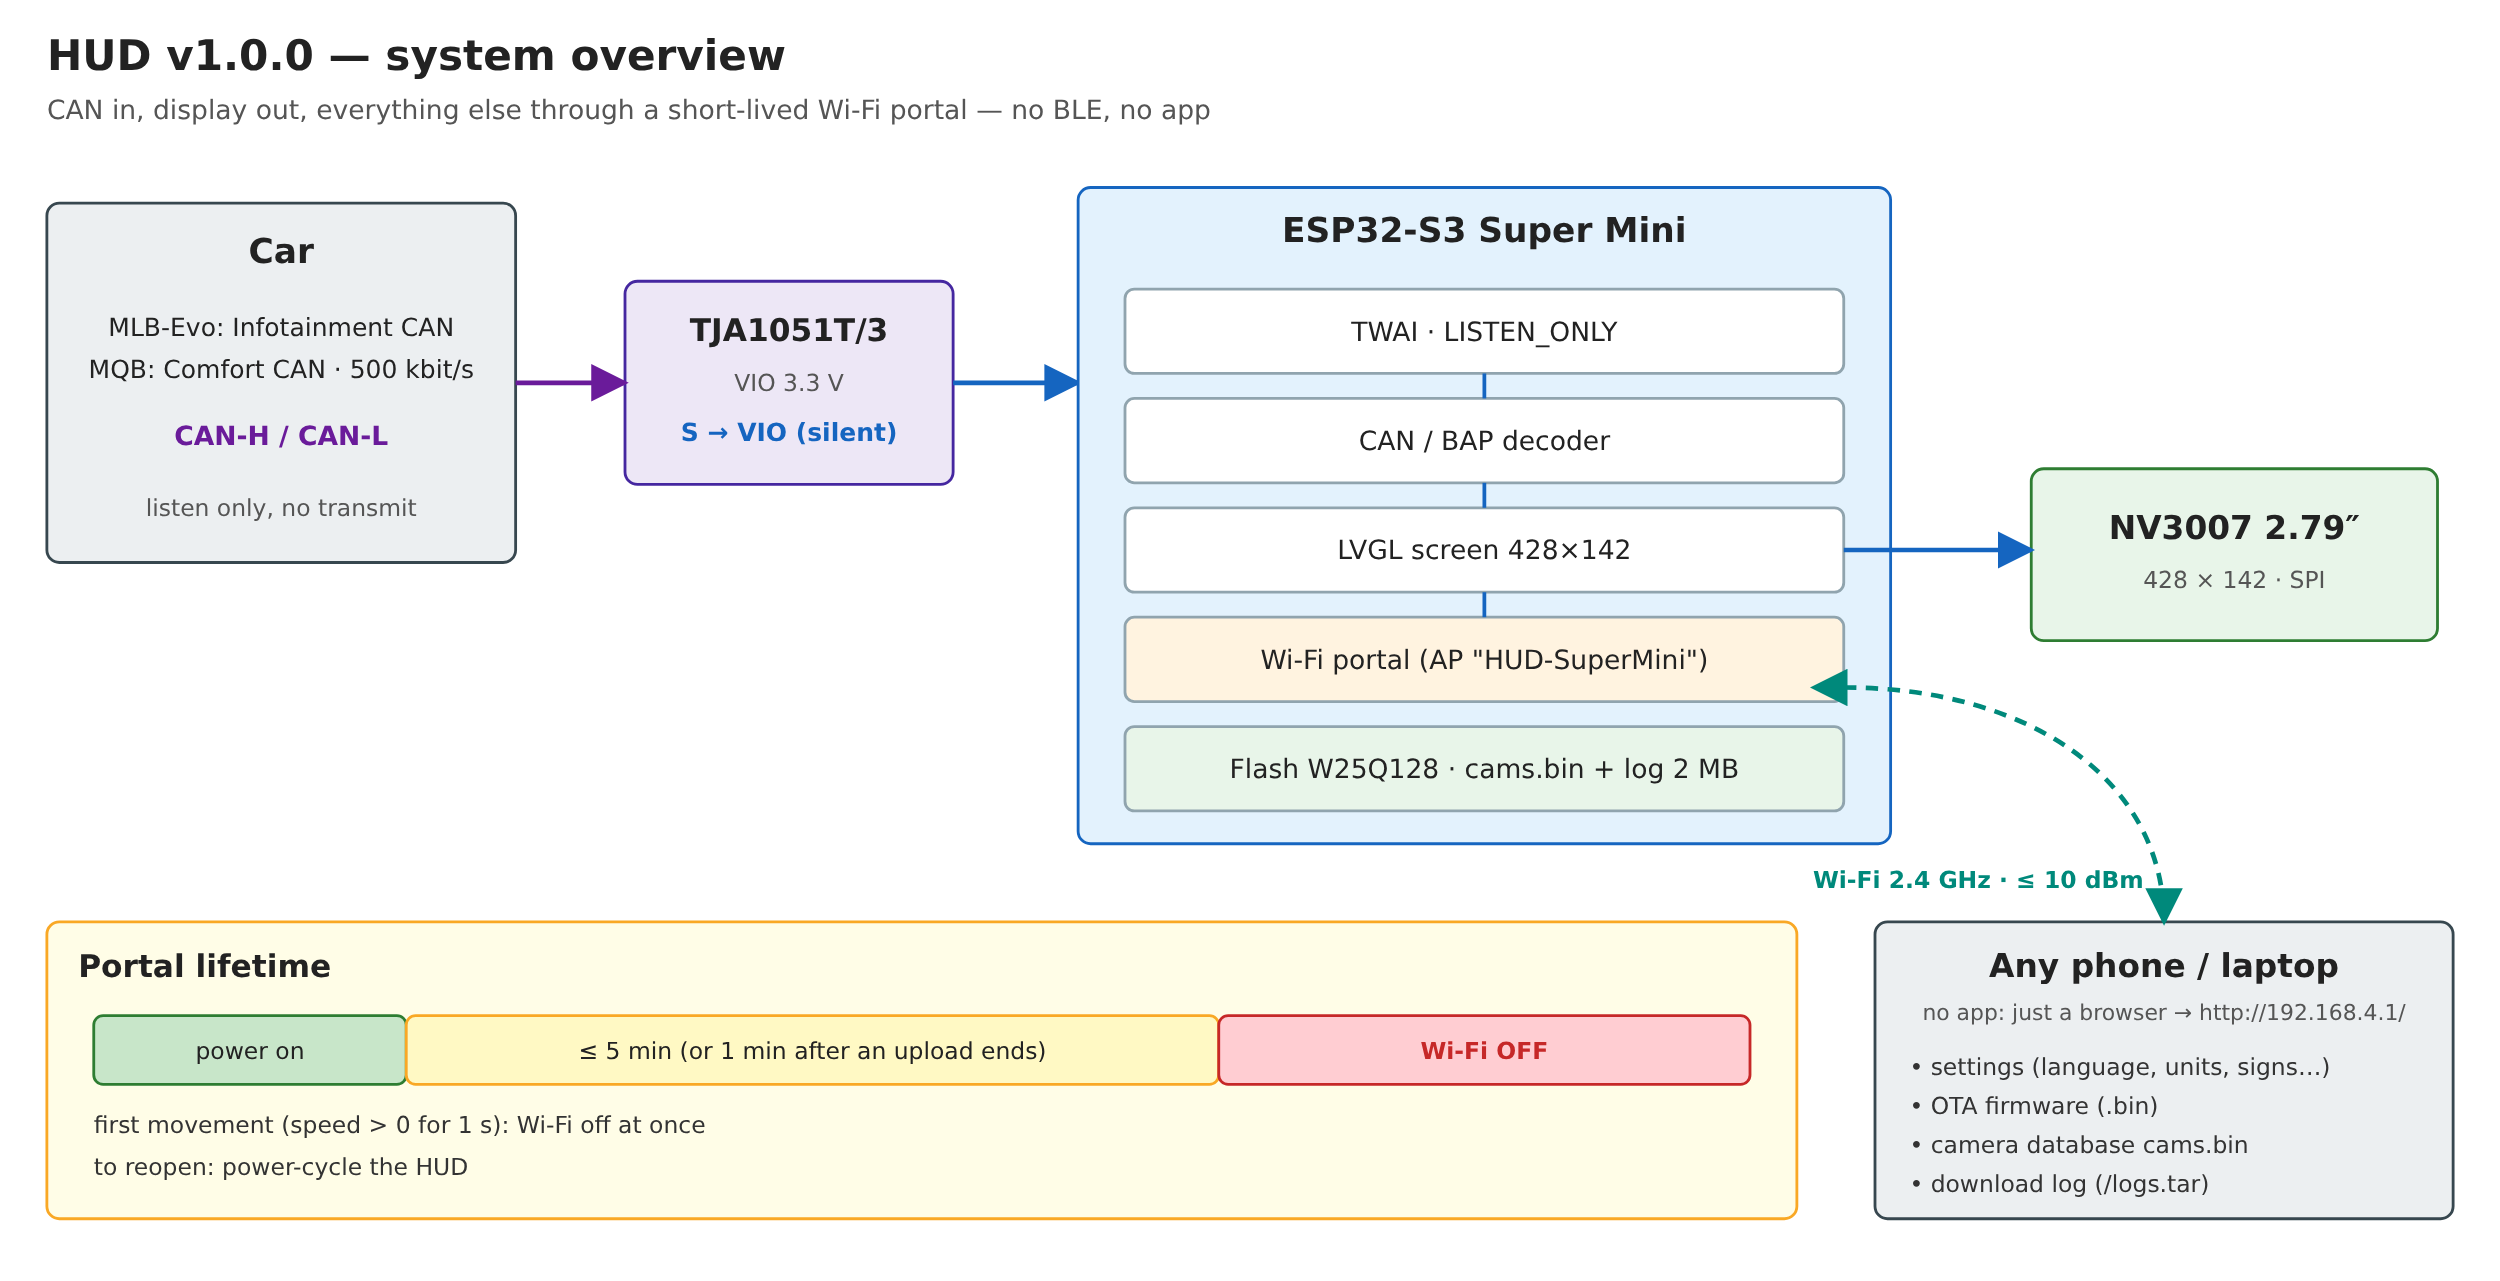 HUD v1.0.0 — system overview
CAN in, display out, everything else through a short-lived Wi-Fi portal — no BLE, no app
Car
MLB-Evo: Infotainment CAN
MQB: Comfort CAN · 500 kbit/s
CAN-H / CAN-L
listen only, no transmit
TJA1051T/3
VIO 3.3 V
S → VIO (silent)
ESP32-S3 Super Mini
TWAI · LISTEN_ONLY
CAN / BAP decoder
LVGL screen 428×142
Wi-Fi portal (AP "HUD-SuperMini")
Flash W25Q128 · cams.bin + log 2 MB
NV3007 2.79″
428 × 142 · SPI
Wi-Fi 2.4 GHz · ≤ 10 dBm
Portal lifetime
power on
≤ 5 min (or 1 min after an upload ends)
Wi-Fi OFF
first movement (speed > 0 for 1 s): Wi-Fi off at once
to reopen: power-cycle the HUD
Any phone / laptop
no app: just a browser → http://192.168.4.1/
• settings (language, units, signs…)
• OTA firmware (.bin)
• camera database cams.bin
• download log (/logs.tar)